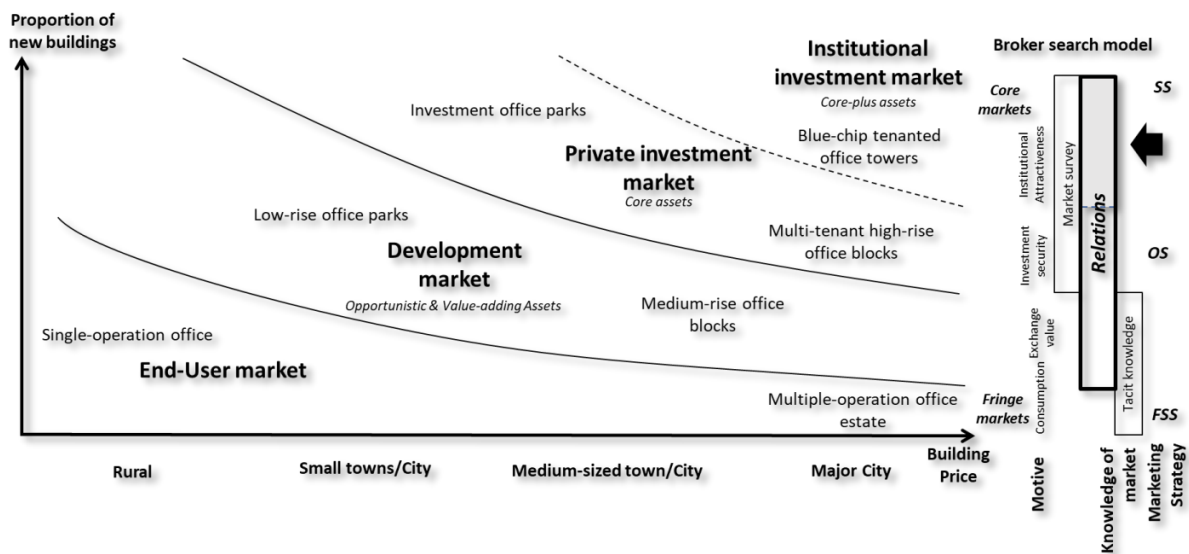 Proportion of
new buildings
Institutional
investment market
Core-plus assets
Broker search model
Investment office parks
Blue-chip tenanted
office towers
Private investment
market
Core assets
Low-rise office parks
Multi-tenant high-rise
office blocks
Development
market
Opportunistic & Value-adding Assets
Medium-rise office
blocks
Single-operation office
End-User market
Multiple-operation office
estate
Rural
Small towns/City
Medium-sized town/City
Major City
Building
Price
Core
markets
Fringe
markets
Institutional
Attractiveness
Investment
security
Exchange
value
Consumption
Motive
Market survey
Relations
Tacit knowledge
Knowledge of
market
SS
OS
FSS
Marketing
Strategy